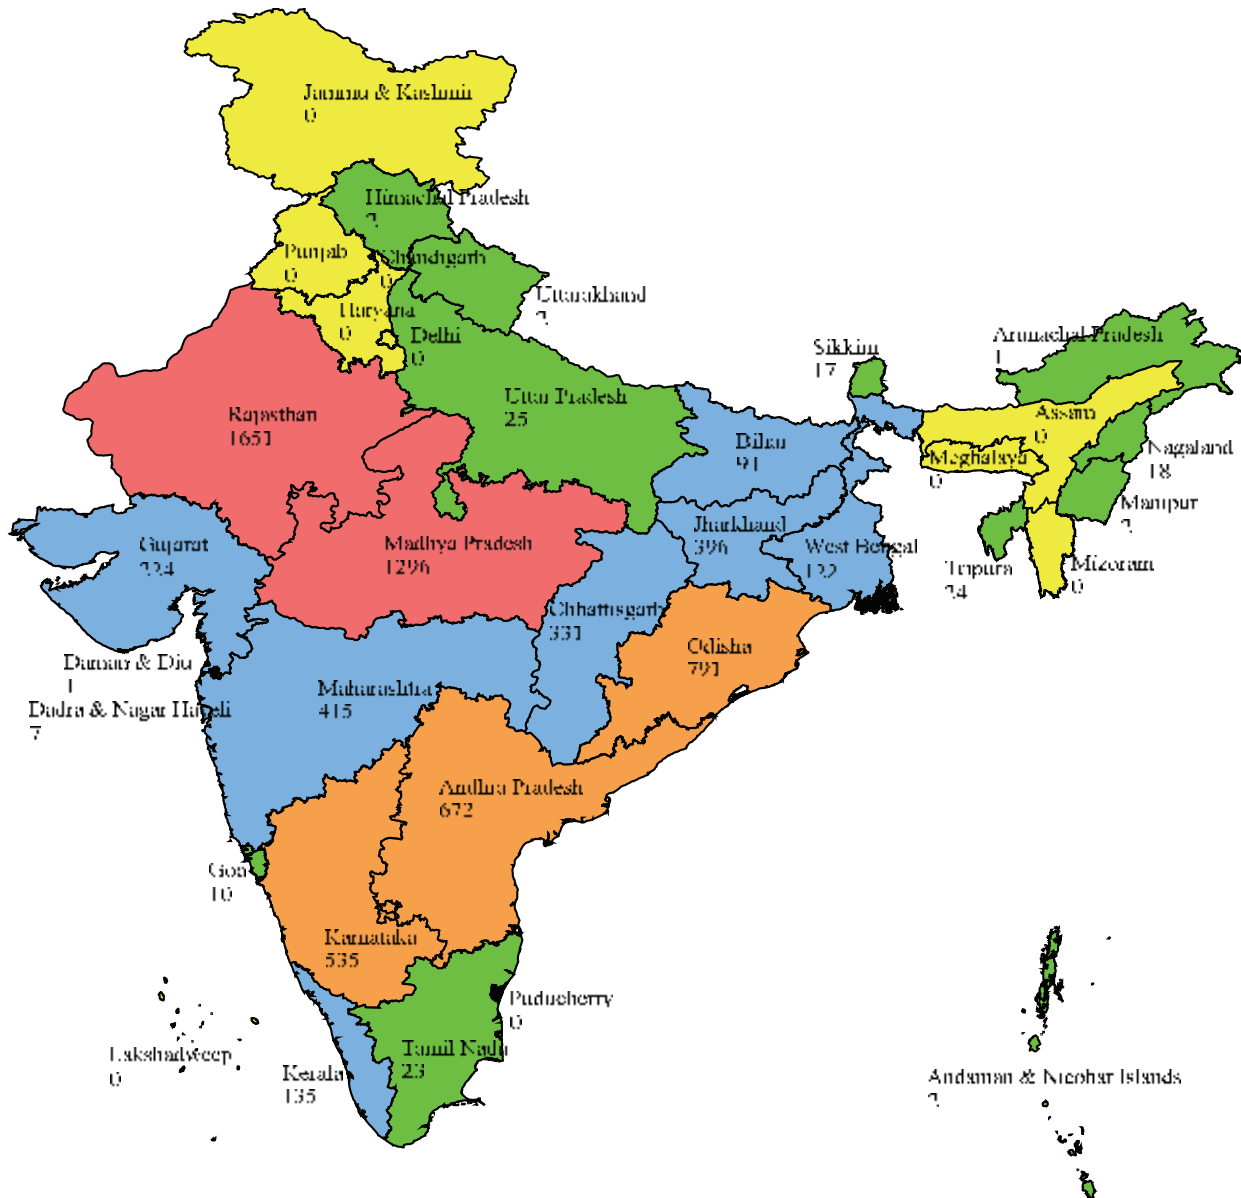 Jammu & Kashmir
0
Himachal Pradesh
Punjab
0
Chandigarh
0
Uttarakhand
Haryana
0
Delhi
0
Arunachal Pradesh
1
Sikkim
17
Rajasthan
1651
Uttar Pradesh
25
Assam
0
Bihar
91
Nagaland
18
Meghalaya
0
Manipur
Jharkhand
396
Gujarat
Madhya Pradesh
1296
West Bengal
Tripura
Mizoram
0
Chhattisgarh
331
Odisha
791
Daman & Diu
1
Maharashtra
415
Dadra & Nagar Haveli
7
Andhra Pradesh
672
Goa
10
Karnataka
535
Puducherry
0
Tamil Nadu
23
Lakshadweep
0
Kerala
135
Andaman & Nicobar Islands